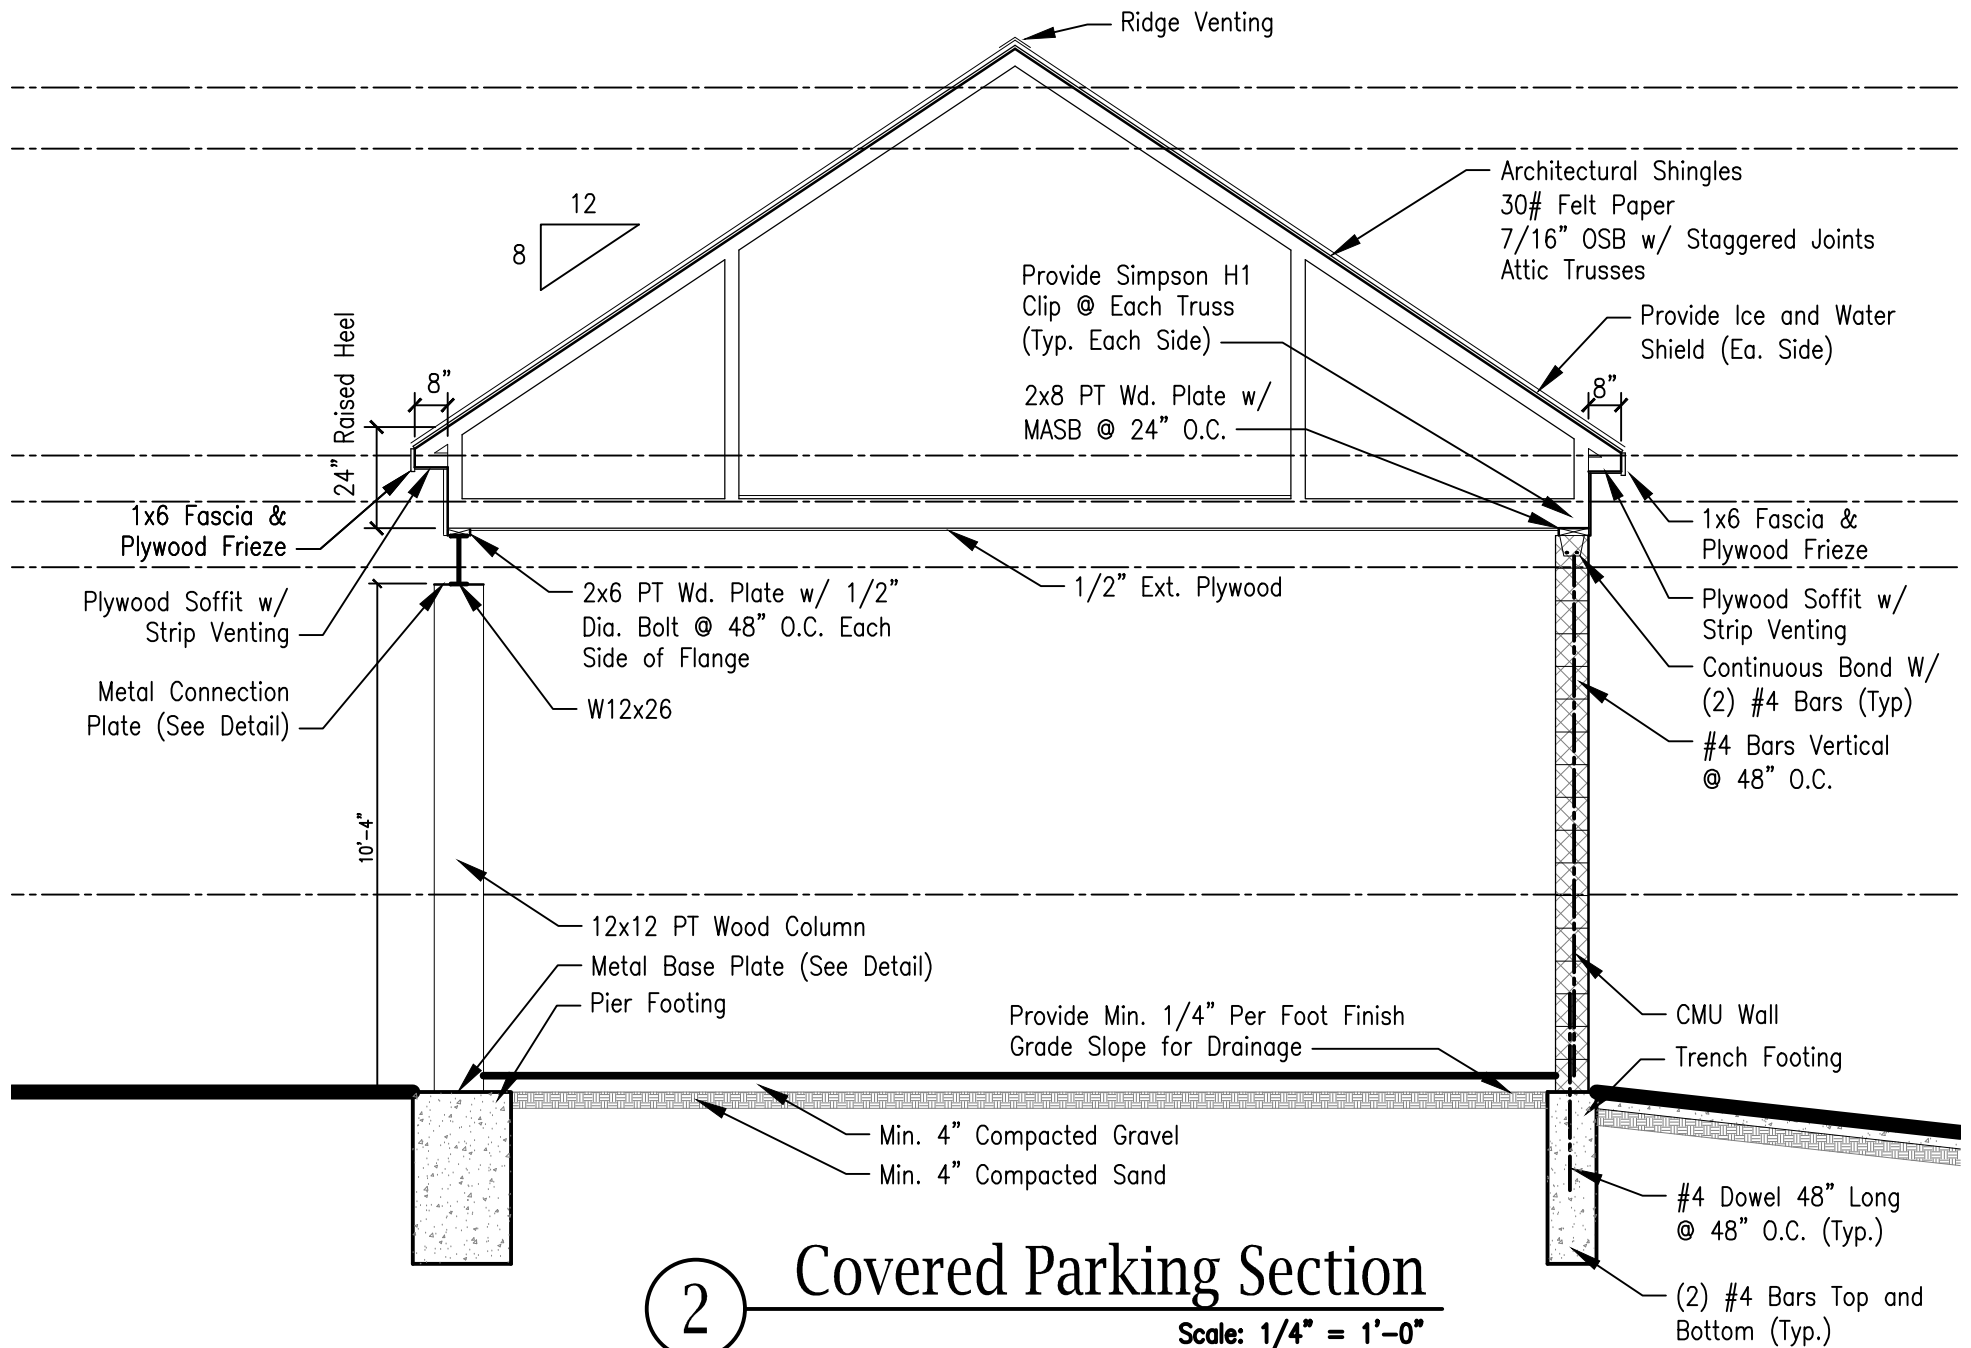 Ridge Venting
12
8
Architectural Shingles
30# Felt Paper
7/16" OSB w/ Staggered Joints
Attic Trusses
Provide Simpson H1
Clip @ Each Truss
(Typ. Each Side)
Provide Ice and Water
Shield (Ea. Side)
24" Raised Heel
8"
8"
2x8 PT Wd. Plate w/
MASB @ 24" O.C.
1x6 Fascia &
Plywood Frieze
1x6 Fascia &
Plywood Frieze
Plywood Soffit w/
Strip Venting
2x6 PT Wd. Plate w/ 1/2"
Dia. Bolt @ 48" O.C. Each
Side of Flange
1/2" Ext. Plywood
Plywood Soffit w/
Strip Venting
Metal Connection
Plate (See Detail)
W12x26
Continuous Bond W/
(2) #4 Bars (Typ)
#4 Bars Vertical
@ 48" O.C.
10'-4"
12x12 PT Wood Column
Metal Base Plate (See Detail)
Pier Footing
Provide Min. 1/4" Per Foot Finish
Grade Slope for Drainage
CMU Wall
Trench Footing
Min. 4" Compacted Gravel
Min. 4" Compacted Sand
#4 Dowel 48" Long
@ 48" O.C. (Typ.)
(2) #4 Bars Top and
Bottom (Typ.)
2
Covered Parking Section
Scale: 1/4" = 1'-0"